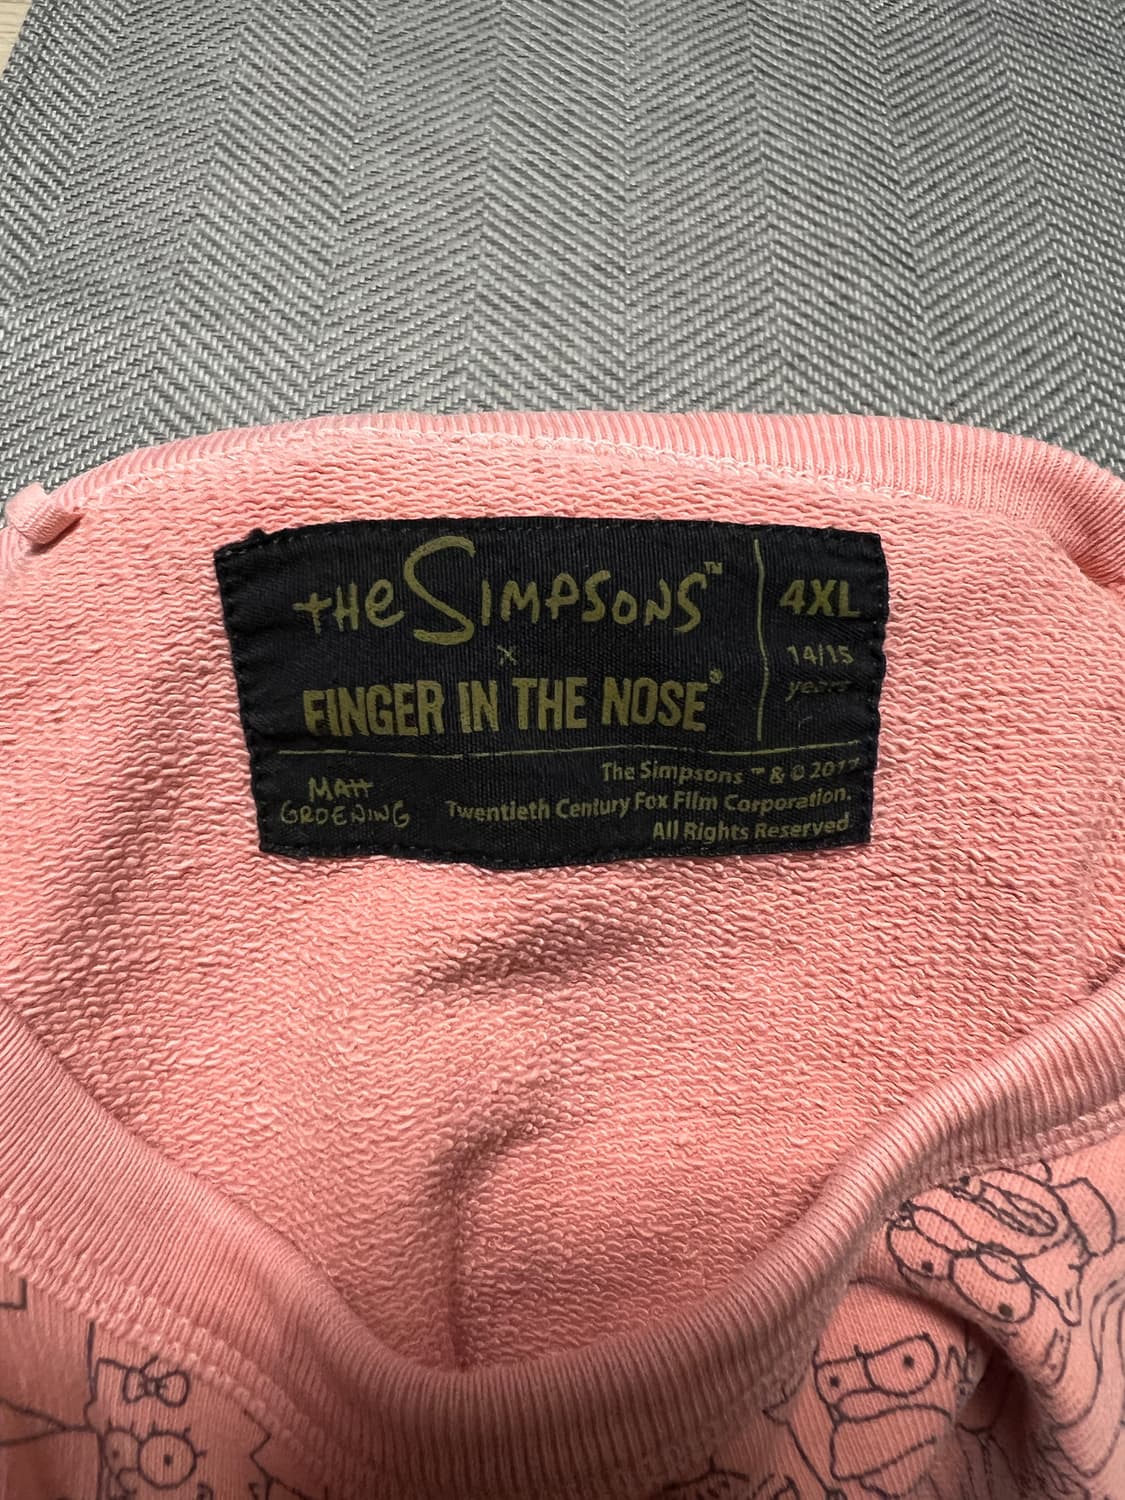 The Simpsons™
x
FINGER IN THE NOSE®
4XL
14/15
years
MATT
GROENING
The Simpsons ™ & © 2017
Twentieth Century Fox Film Corporation.
All Rights Reserved